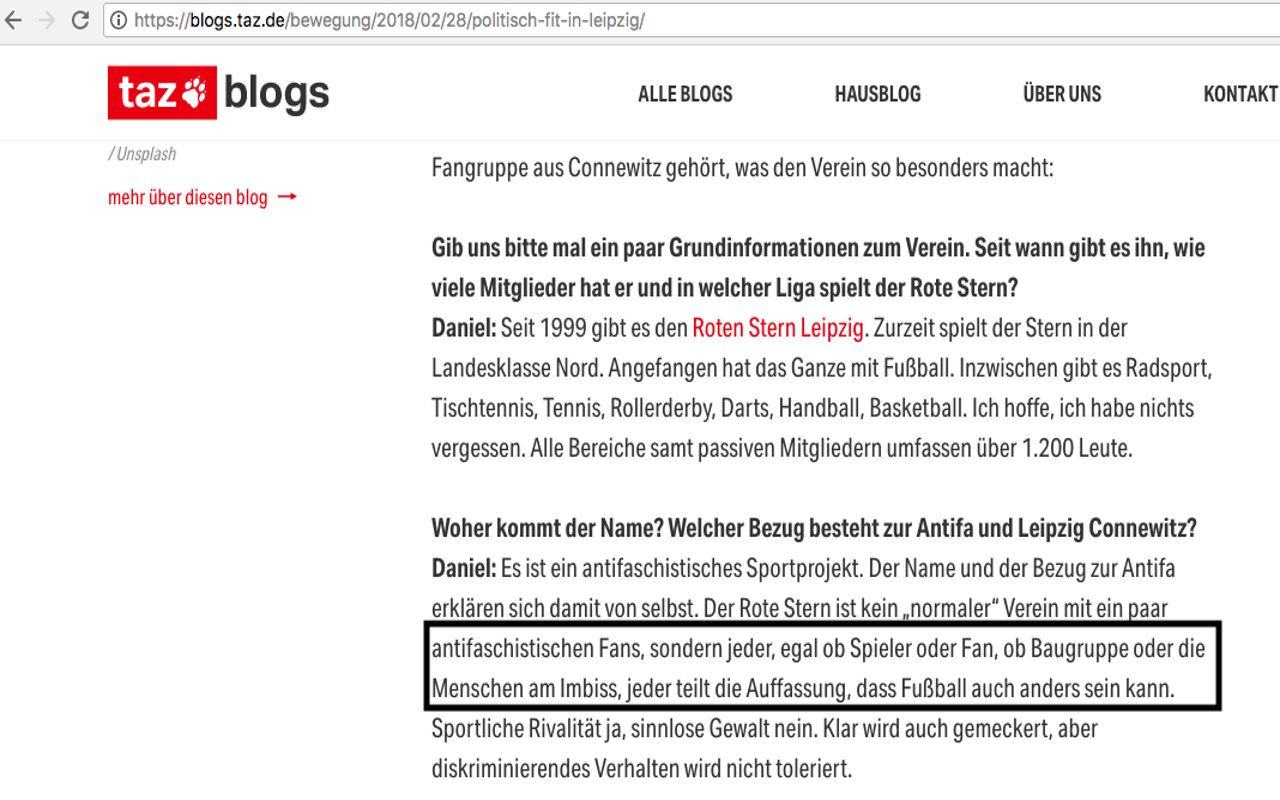 https://blogs.taz.de/bewegung/2018/02/28/politisch-fit-in-leipzig/
taz blogs
ALLE BLOGS HAUSBLOG ÜBER UNS KONTAKT
/ Unsplash
mehr über diesen blog →
Fangruppe aus Connewitz gehört, was den Verein so besonders macht:
Gib uns bitte mal ein paar Grundinformationen zum Verein. Seit wann gibt es ihn, wie
viele Mitglieder hat er und in welcher Liga spielt der Rote Stern?
Daniel: Seit 1999 gibt es den Roten Stern Leipzig. Zurzeit spielt der Stern in der
Landesklasse Nord. Angefangen hat das Ganze mit Fußball. Inzwischen gibt es Radsport,
Tischtennis, Tennis, Rollerderby, Darts, Handball, Basketball. Ich hoffe, ich habe nichts
vergessen. Alle Bereiche samt passiven Mitgliedern umfassen über 1.200 Leute.
Woher kommt der Name? Welcher Bezug besteht zur Antifa und Leipzig Connewitz?
Daniel: Es ist ein antifaschistisches Sportprojekt. Der Name und der Bezug zur Antifa
erklären sich damit von selbst. Der Rote Stern ist kein „normaler“ Verein mit ein paar
antifaschistischen Fans, sondern jeder, egal ob Spieler oder Fan, ob Baugruppe oder die
Menschen am Imbiss, jeder teilt die Auffassung, dass Fußball auch anders sein kann.
Sportliche Rivalität ja, sinnlose Gewalt nein. Klar wird auch gemeckert, aber
diskriminierendes Verhalten wird nicht toleriert.